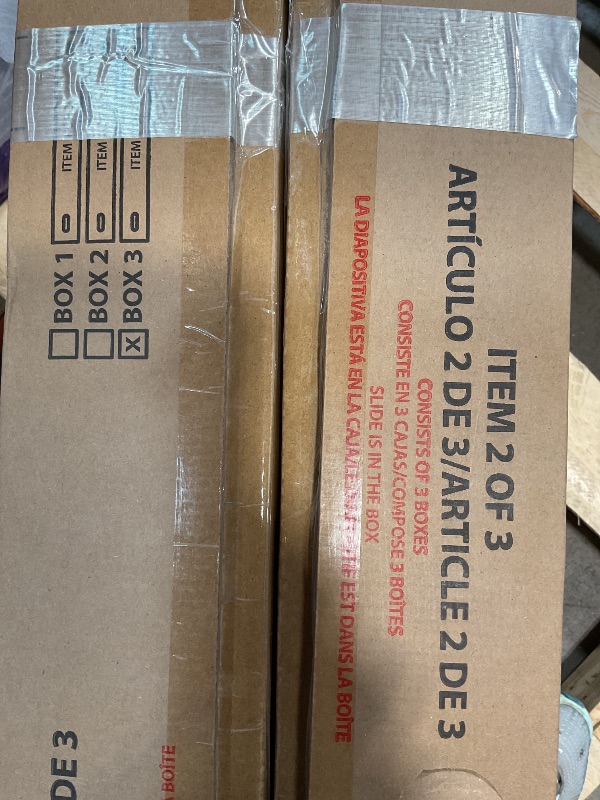 ITEM 2 OF 3
ARTÍCULO 2 DE 3/ARTICLE 2 DE 3
CONSISTS OF 3 BOXES
CONSISTE EN 3 CAJAS/COMPOSE 3 BOÎTES
SLIDE IS IN THE BOX
LA DIAPOSITIVA ESTÁ EN LA CAJA/ EST DANS LA BOÎTE
BOX 1 ITEM
BOX 2 ITEM
X BOX 3 ITEM
DE 3
A BOÎTE